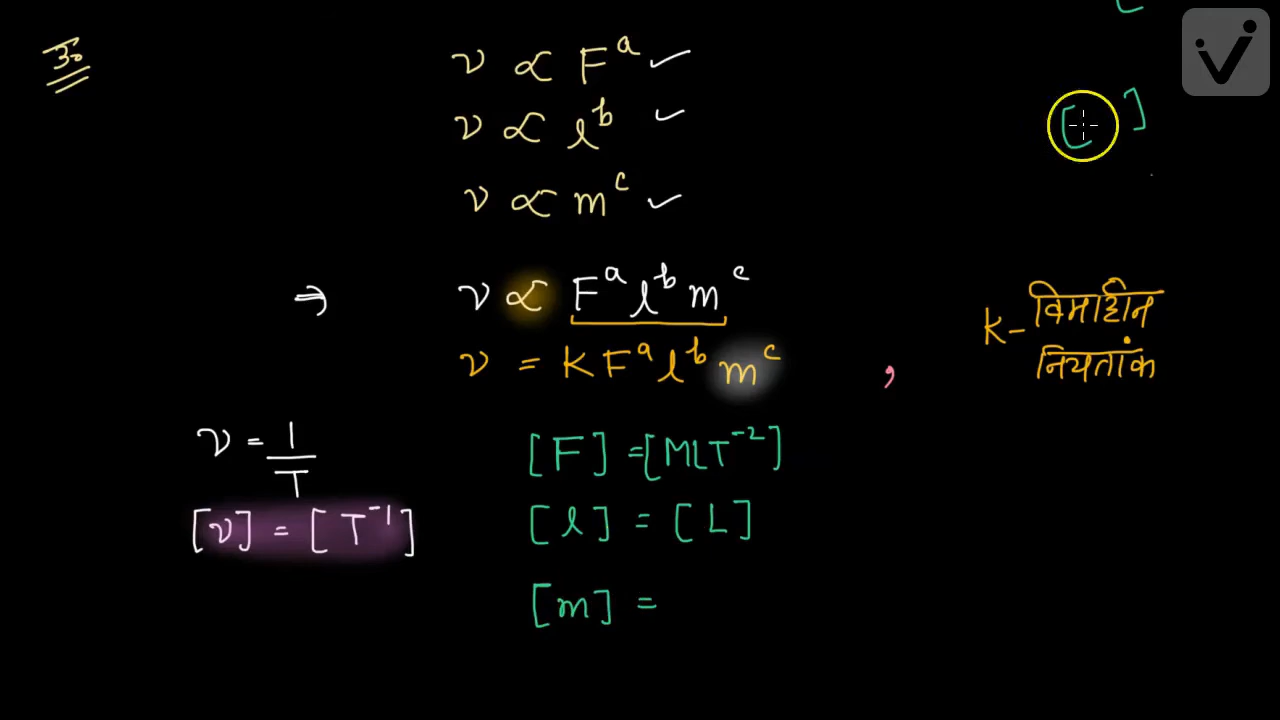 उ०
ν ∝ F^a ✓
ν ∝ l^b ✓
ν ∝ m^c ✓
⇒ ν ∝ F^a l^b m^c
ν = K F^a l^b m^c , K- विमाहीन
नियतांक
ν = 1/T
[F] = [MLT^-2]
[ν] = [T^-1]
[l] = [L]
[m] =
[ ]